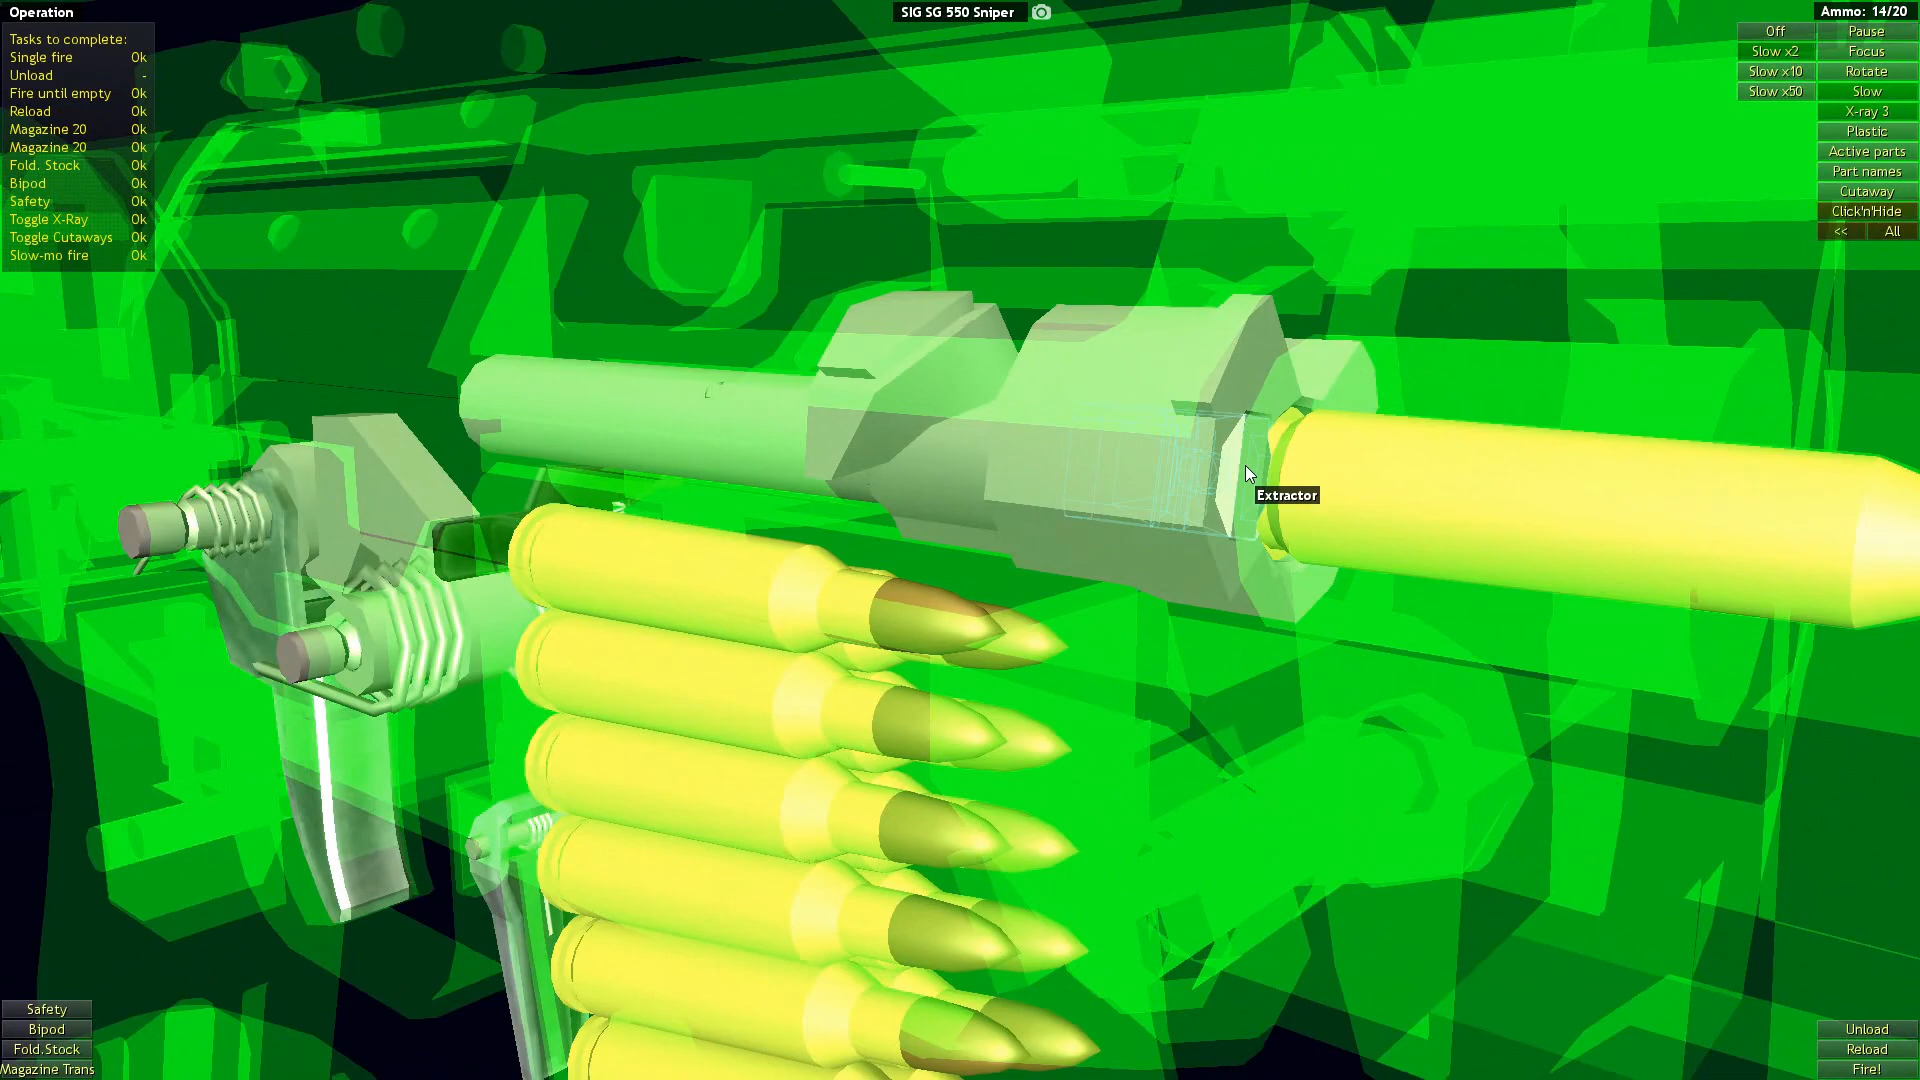 Operation
Tasks to complete:
Single fire Ok
Unload -
Fire until empty Ok
Reload Ok
Magazine 20 Ok
Magazine 20 Ok
Fold. Stock Ok
Bipod Ok
Safety Ok
Toggle X-Ray Ok
Toggle Cutaways Ok
Slow-mo fire Ok
SIG SG 550 Sniper
Ammo: 14/20
Off Pause
Slow x2 Focus
Slow x10 Rotate
Slow x50 Slow
X-ray 3
Plastic
Active parts
Part names
Cutaway
Click'n'Hide
<< All
Extractor
Safety
Bipod
Fold.Stock
Magazine Trans
Unload
Reload
Fire!